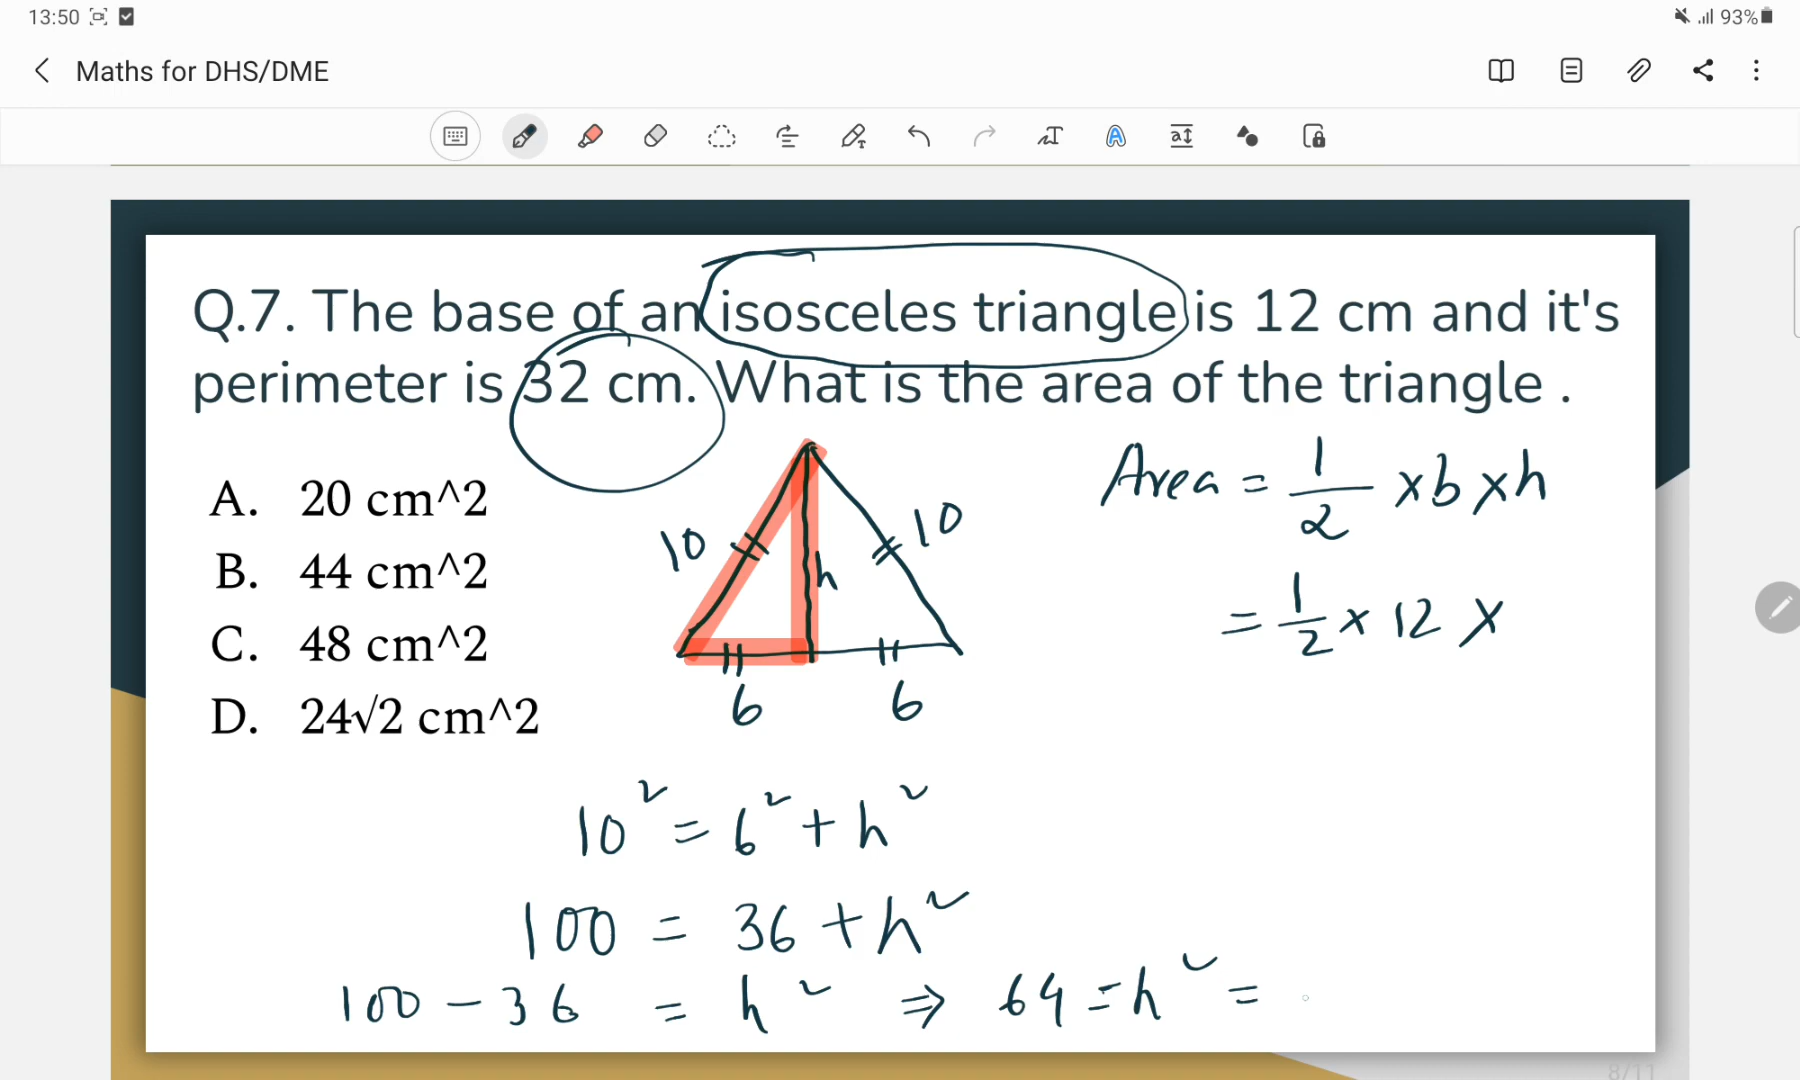 13:50
93%
Maths for DHS/DME
Q.7. The base of an isosceles triangle is 12 cm and it's
perimeter is 32 cm. What is the area of the triangle .
A. 20 cm^2
B. 44 cm^2
C. 48 cm^2
D. 24√2 cm^2
10
10
h
6
6
Area = 1/2 × b × h
= 1/2 × 12 ×
10² = 6² + h²
100 = 36 + h²
100 - 36 = h² ⇒ 64 = h² =
8/11